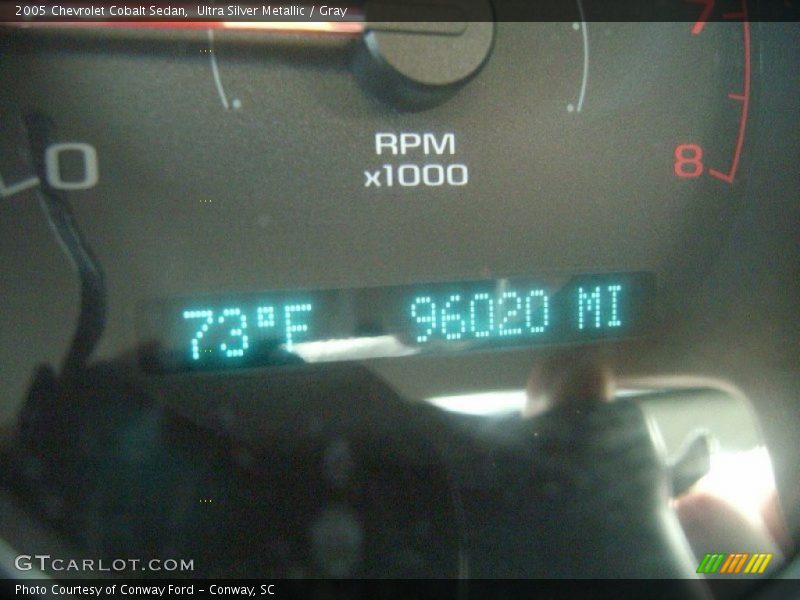 2005 Chevrolet Cobalt Sedan, Ultra Silver Metallic / Gray
7
0
RPM
x1000
8
73°F 96020 MI
GTCARLOT.COM
Photo Courtesy of Conway Ford - Conway, SC